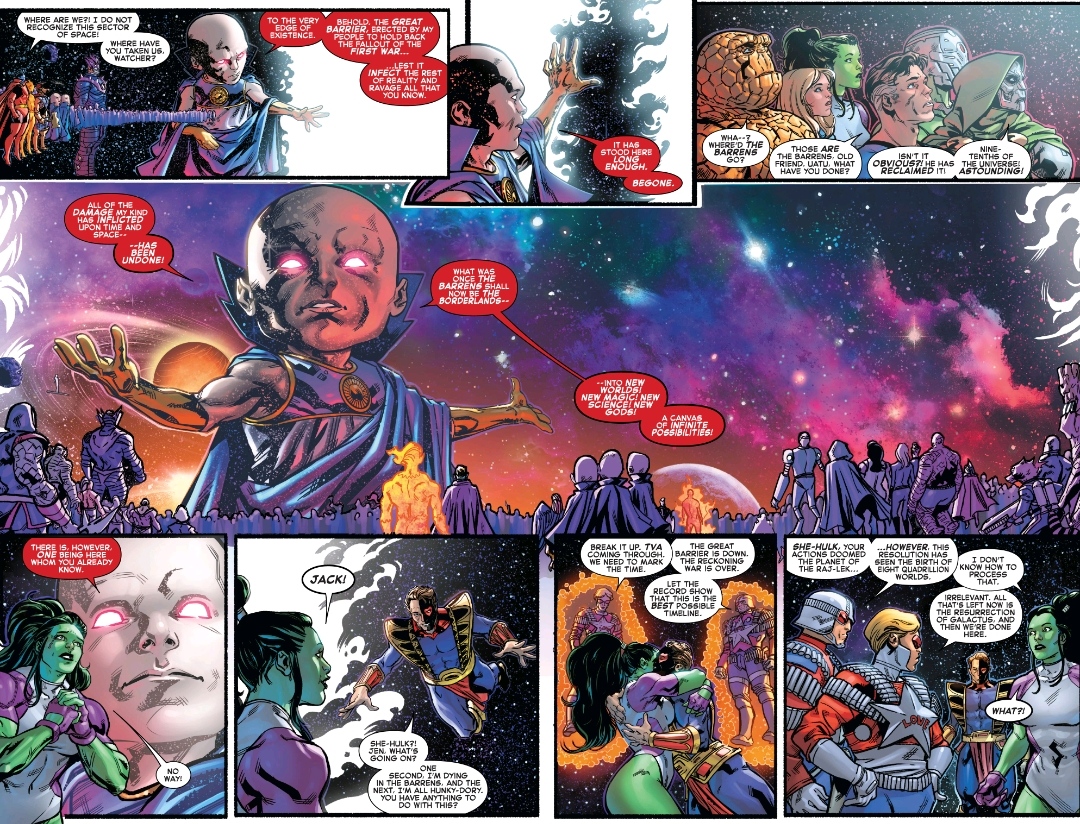 WHERE ARE WE?! I DO NOT
RECOGNIZE THIS SECTOR
OF SPACE!
WHERE HAVE
YOU TAKEN US,
WATCHER?
TO THE VERY
EDGE OF
EXISTENCE.
BEHOLD. THE GREAT
BARRIER, ERECTED BY MY
PEOPLE TO HOLD BACK
THE FALLOUT OF THE
FIRST WAR...
...LEST IT
INFECT THE REST
OF REALITY AND
RAVAGE ALL THAT
YOU KNOW.
IT HAS
STOOD HERE
LONG
ENOUGH.
BEGONE.
WHA--?
WHERE'D THE
BARRENS
GO?
THOSE ARE
THE BARRENS, OLD
FRIEND. UATU, WHAT
HAVE YOU DONE?
ISN'T IT
OBVIOUS?! HE HAS
RECLAIMED IT!
NINE-
TENTHS OF
THE UNIVERSE!
ASTOUNDING!
ALL OF THE
DAMAGE MY KIND
HAS INFLICTED
UPON TIME AND
SPACE--
--HAS
BEEN
UNDONE!
WHAT WAS
ONCE THE
BARRENS SHALL
NOW BE THE
BORDERLANDS--
--INTO NEW
WORLDS!
NEW MAGIC! NEW
SCIENCE! NEW
GODS!
A CANVAS
OF INFINITE
POSSIBILITIES!
THERE IS, HOWEVER,
ONE BEING HERE
WHOM YOU ALREADY
KNOW.
NO
WAY!
JACK!
SHE-HULK?!
JEN, WHAT'S
GOING ON?
ONE
SECOND, I'M DYING
IN THE BARRENS, AND THE
NEXT, I'M ALL HUNKY-DORY.
YOU HAVE ANYTHING TO
DO WITH THIS?
BREAK IT UP. TVA
COMING THROUGH.
WE NEED TO MARK
THE TIME.
THE GREAT
BARRIER IS DOWN.
THE RECKONING
WAR IS OVER.
LET THE
RECORD SHOW
THAT THIS IS THE
BEST POSSIBLE
TIMELINE.
SHE-HULK, YOUR
ACTIONS DOOMED
THE PLANET OF
THE RAJ-LEK...
...HOWEVER, THIS
RESOLUTION HAS
SEEN THE BIRTH OF
EIGHT QUADRILLION
WORLDS.
I DON'T
KNOW HOW TO
PROCESS
THAT.
IRRELEVANT. ALL
THAT'S LEFT NOW IS
THE RESURRECTION
OF GALACTUS, AND
THEN WE'RE DONE
HERE.
LOVE
WHAT?!